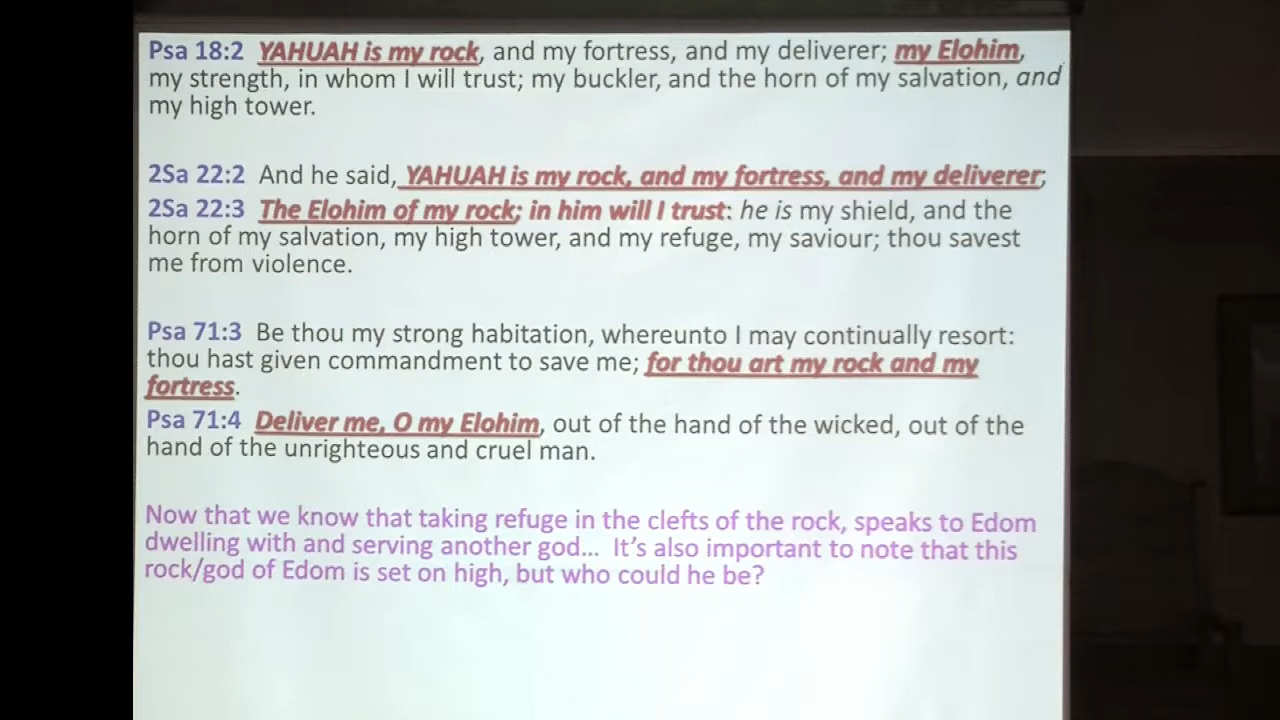 Psa 18:2 YAHUAH is my rock, and my fortress, and my deliverer; my Elohim,
my strength, in whom I will trust; my buckler, and the horn of my salvation, and
my high tower.
2Sa 22:2 And he said, YAHUAH is my rock, and my fortress, and my deliverer;
2Sa 22:3 The Elohim of my rock; in him will I trust: he is my shield, and the
horn of my salvation, my high tower, and my refuge, my saviour; thou savest
me from violence.
Psa 71:3 Be thou my strong habitation, whereunto I may continually resort:
thou hast given commandment to save me; for thou art my rock and my
fortress.
Psa 71:4 Deliver me, O my Elohim, out of the hand of the wicked, out of the
hand of the unrighteous and cruel man.
Now that we know that taking refuge in the clefts of the rock, speaks to Edom
dwelling with and serving another god... It's also important to note that this
rock/god of Edom is set on high, but who could he be?